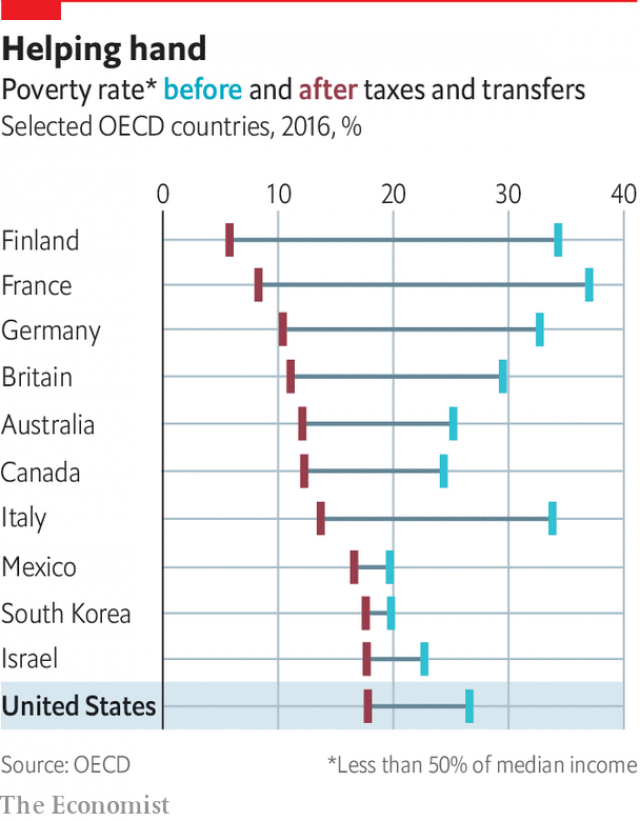 Helping hand
Poverty rate* before and after taxes and transfers
Selected OECD countries, 2016, %
0 10 20 30 40
Finland
France
Germany
Britain
Australia
Canada
Italy
Mexico
South Korea
Israel
United States
Source: OECD *Less than 50% of median income
The Economist